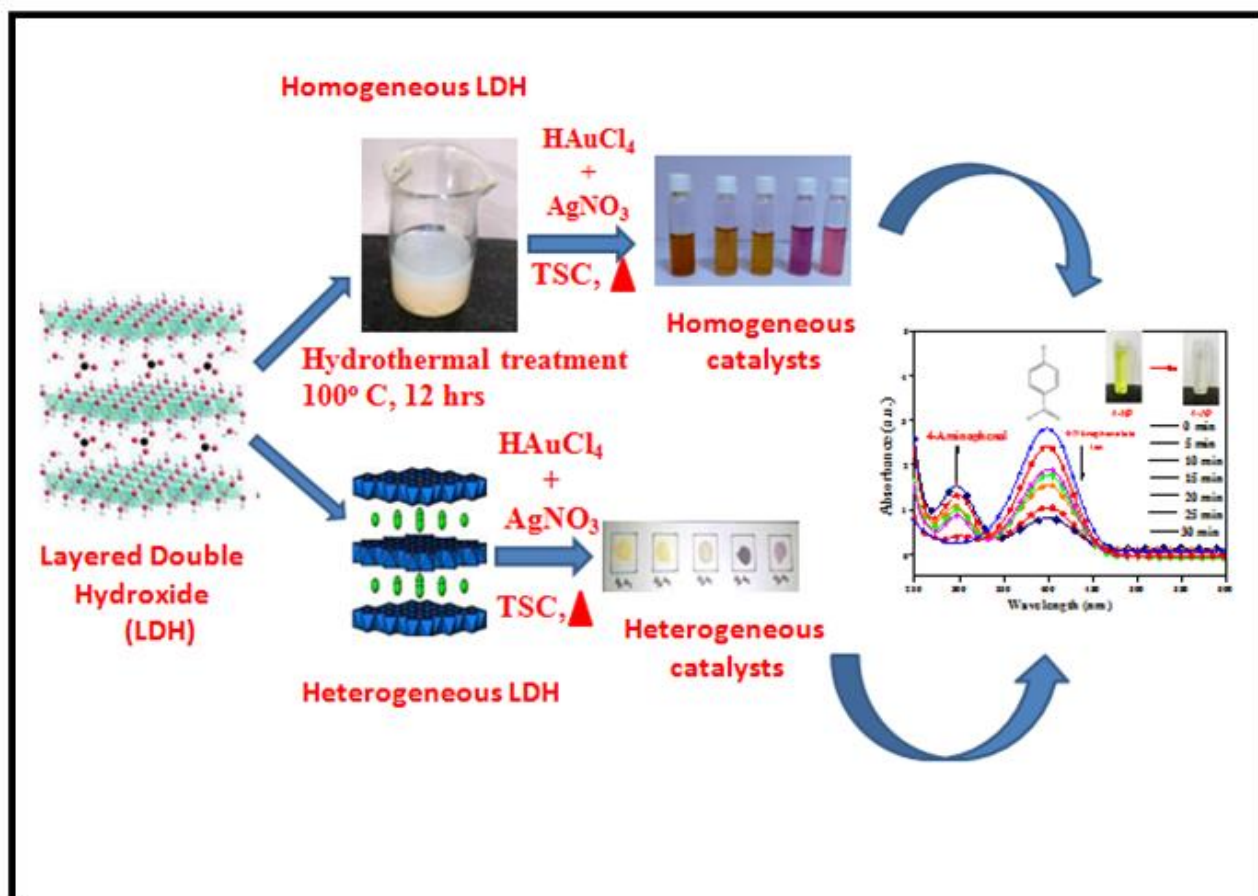 Homogeneous LDH
HAuCl₄
+
AgNO₃
TSC,
Hydrothermal treatment
100° C, 12 hrs
Homogeneous
catalysts
Layered Double
Hydroxide
(LDH)
HAuCl₄
+
AgNO₃
TSC,
Heterogeneous LDH
Heterogeneous
catalysts
Absorbance (a.u.)
Wavelength (nm)
0 min
5 min
10 min
15 min
20 min
25 min
30 min